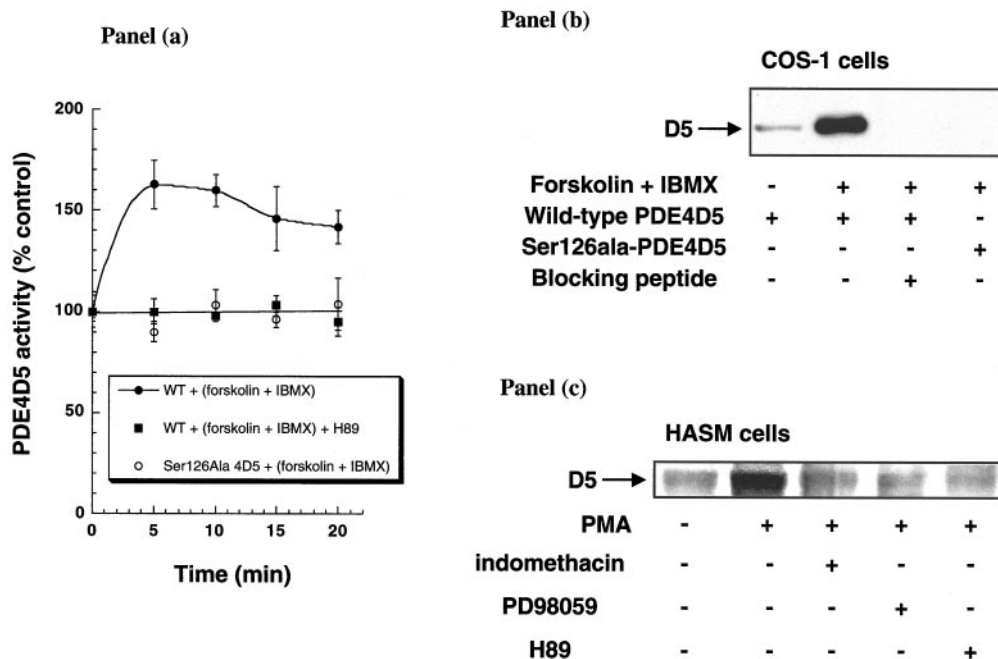 Panel (a)
200
150
100
50
0
PDE4D5 activity (% control)
WT + (forskolin + IBMX)
WT + (forskolin + IBMX) + H89
Ser126Ala 4D5 + (forskolin + IBMX)
0 5 10 15 20
Time (min)
Panel (b)
COS-1 cells
D5
Forskolin + IBMX - + + +
Wild-type PDE4D5 + + + -
Ser126ala-PDE4D5 - - - +
Blocking peptide - - + -
Panel (c)
HASM cells
D5
PMA - + + + +
indomethacin - - + - -
PD98059 - - - + -
H89 - - - - +